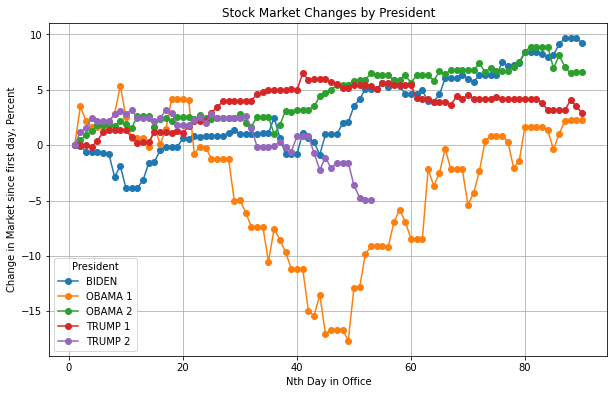 Stock Market Changes by President
Change in Market since first day, Percent
10
5
0
−5
−10
−15
President
BIDEN
OBAMA 1
OBAMA 2
TRUMP 1
TRUMP 2
0 20 40 60 80
Nth Day in Office